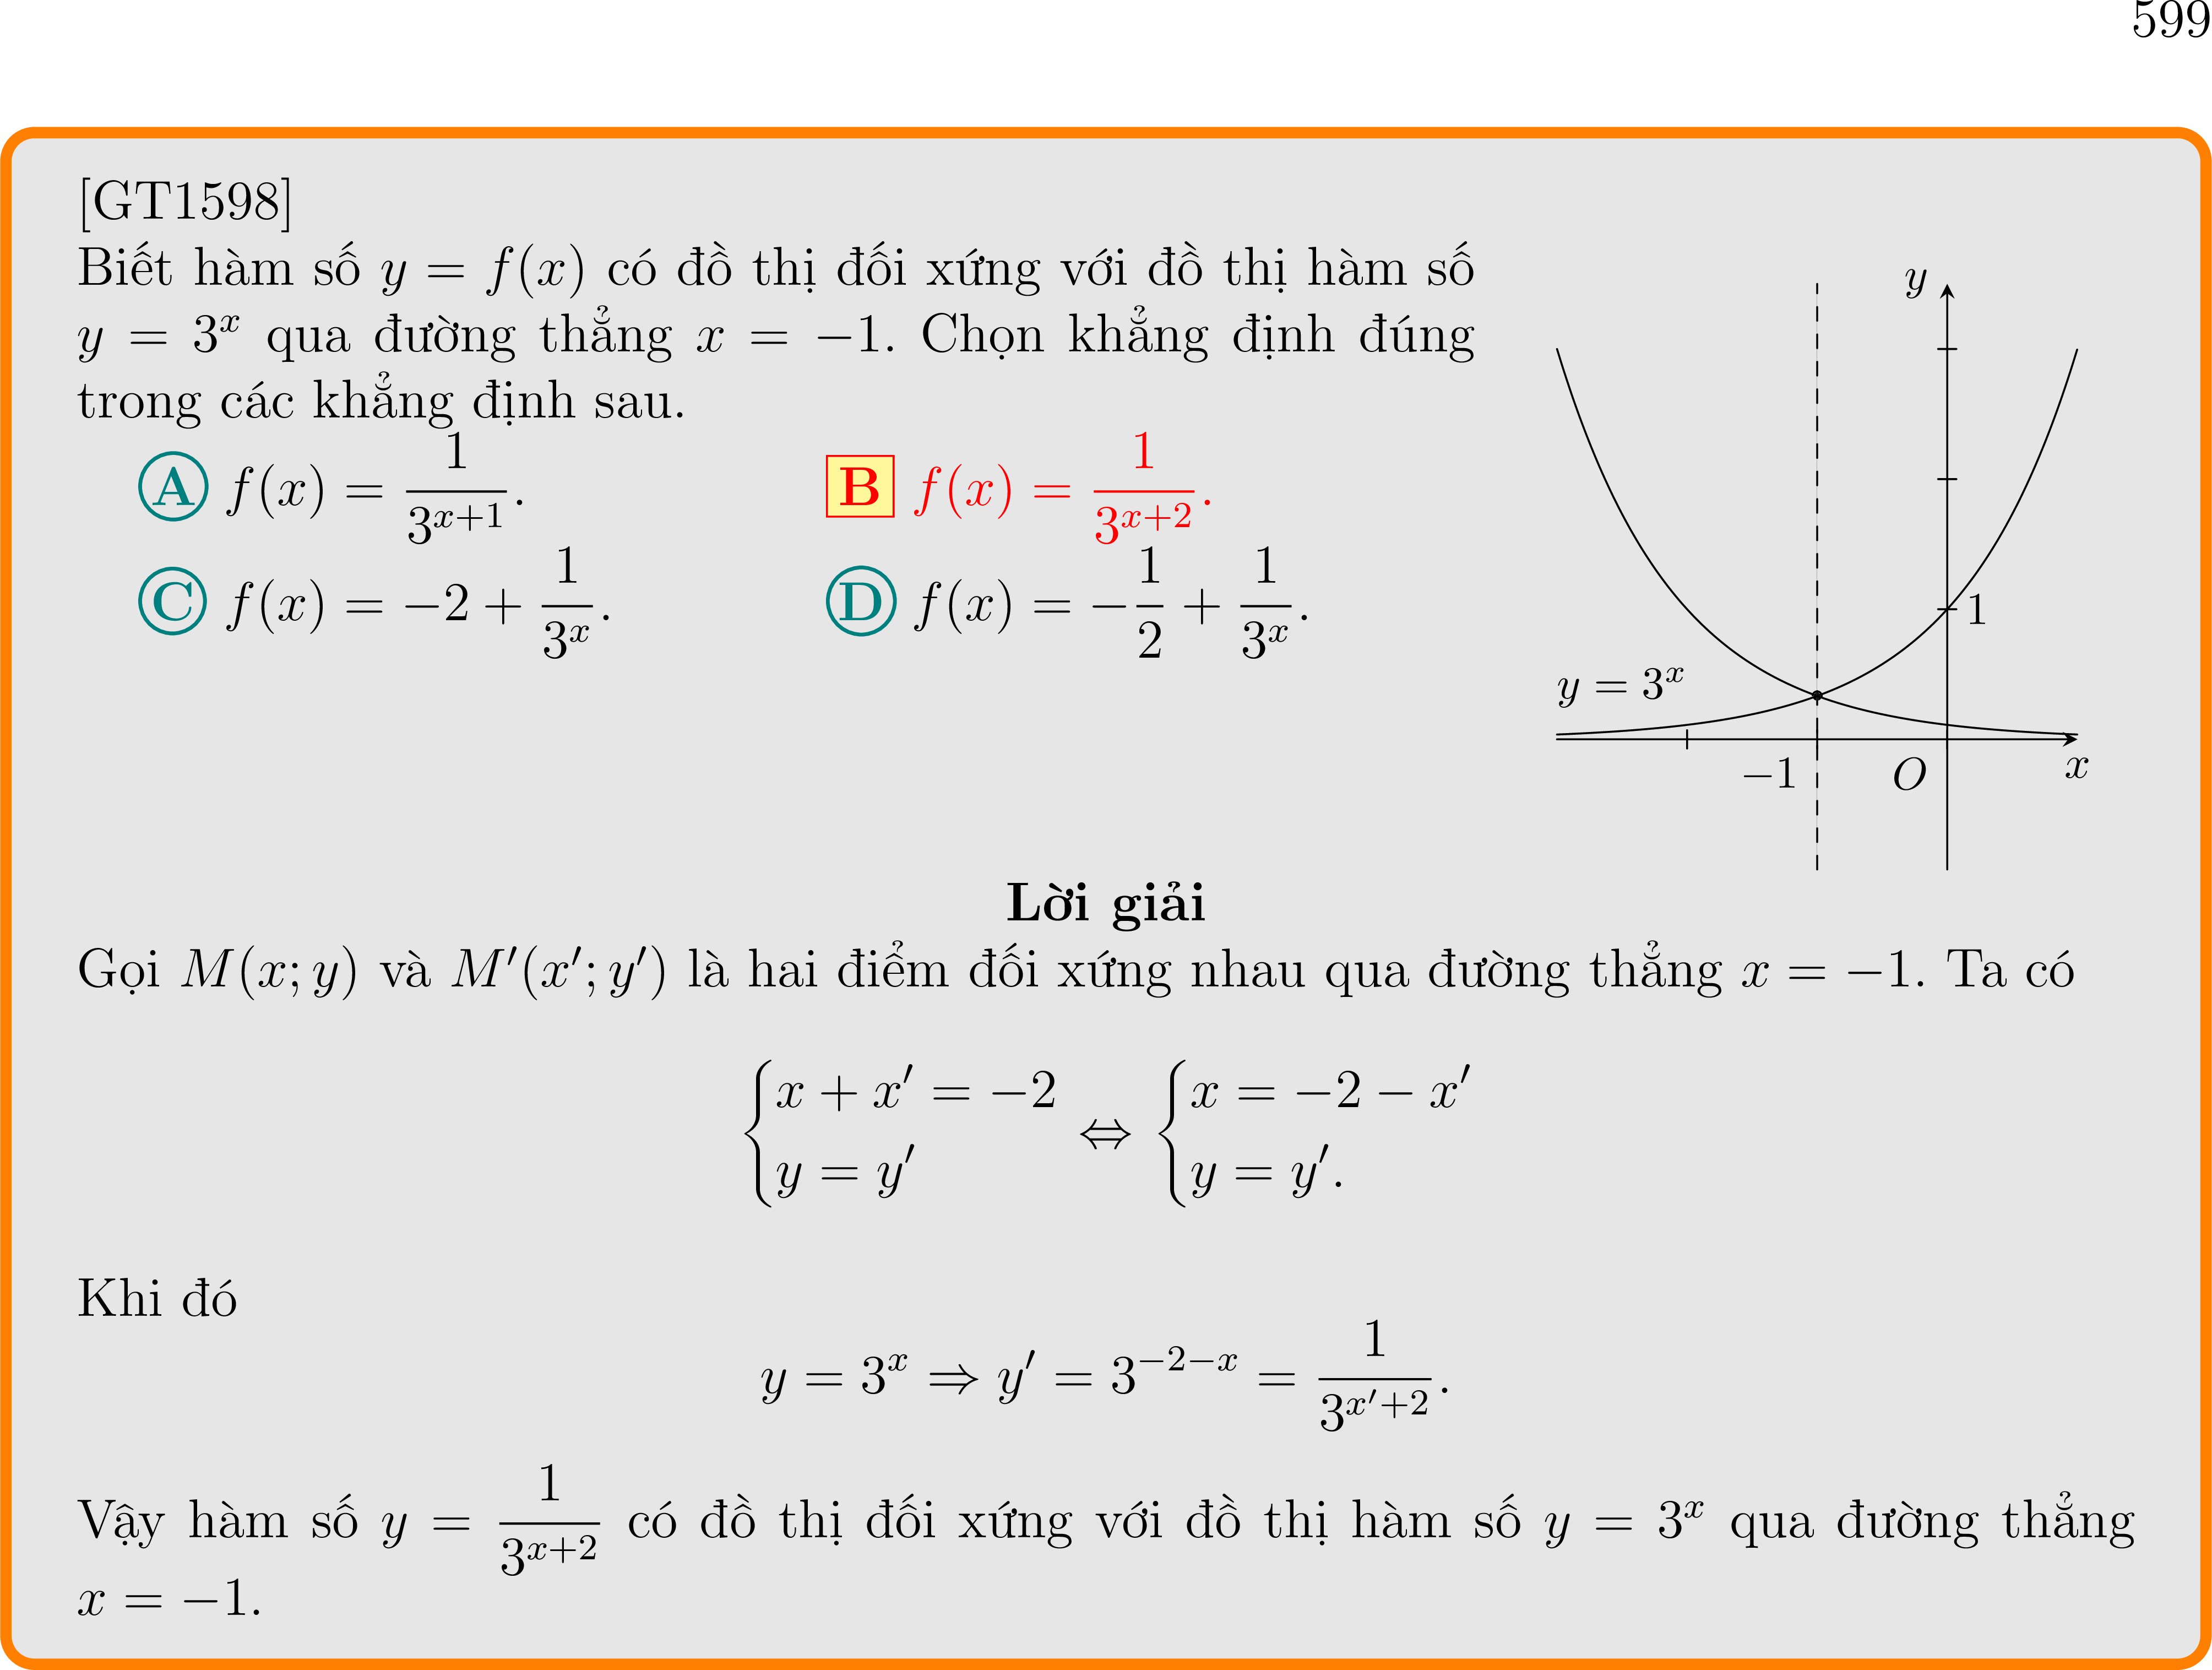 599
[GT1598]
Biết hàm số y = f(x) có đồ thị đối xứng với đồ thị hàm số
y = 3^x qua đường thẳng x = −1. Chọn khẳng định đúng
trong các khẳng định sau.
A f(x) = \frac{1}{3^{x+1}}. B f(x) = \frac{1}{3^{x+2}}.
C f(x) = −2 + \frac{1}{3^x}. D f(x) = −\frac{1}{2} + \frac{1}{3^x}.
y
1
y = 3^x
−1 O x
Lời giải
Gọi M(x; y) và M′(x′; y′) là hai điểm đối xứng nhau qua đường thẳng x = −1. Ta có
\begin{cases} x + x′ = −2 \\ y = y′ \end{cases} ⇔ \begin{cases} x = −2 − x′ \\ y = y′. \end{cases}
Khi đó
y = 3^x ⇒ y′ = 3^{−2−x} = \frac{1}{3^{x′+2}}.
Vậy hàm số y = \frac{1}{3^{x+2}} có đồ thị đối xứng với đồ thị hàm số y = 3^x qua đường thẳng
x = −1.